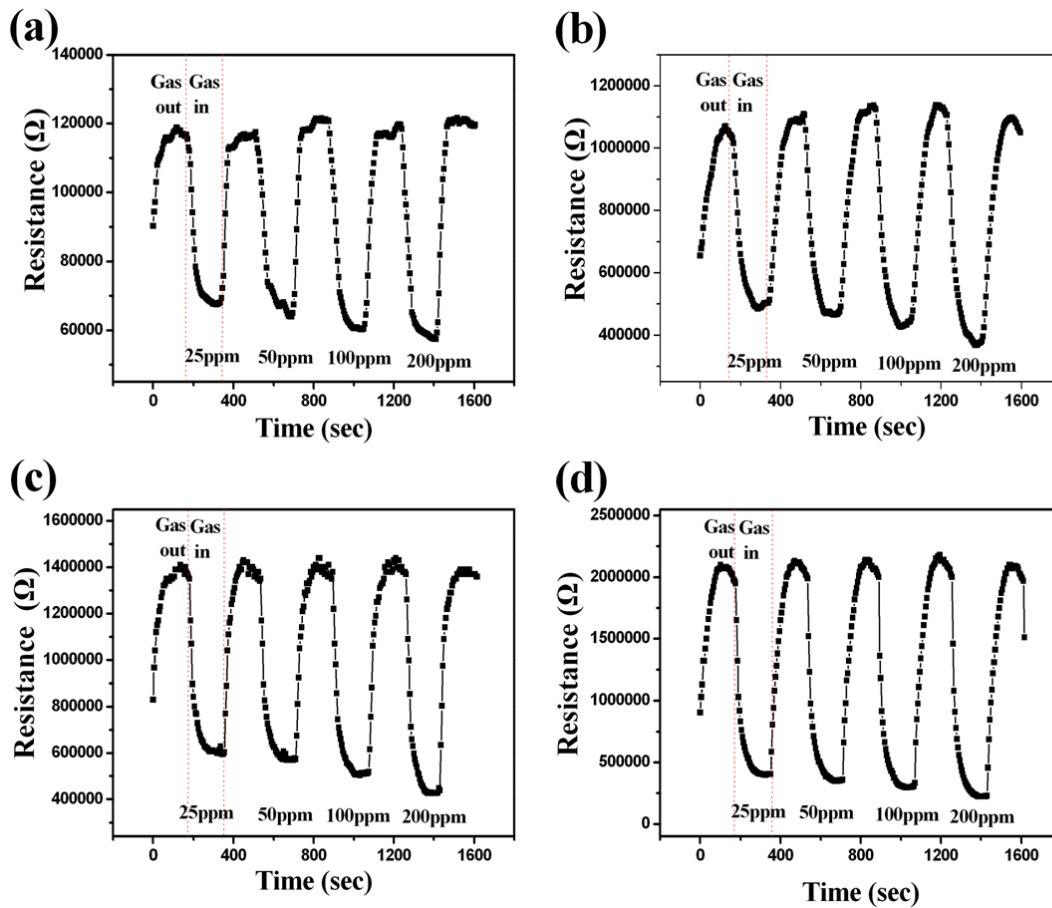 (a)
140000
120000
100000
80000
60000
Resistance (Ω)
Gas Gas
out in
25ppm 50ppm 100ppm 200ppm
0 400 800 1200 1600
Time (sec)
(b)
1200000
1000000
800000
600000
400000
Resistance (Ω)
Gas Gas
out in
25ppm 50ppm 100ppm 200ppm
0 400 800 1200 1600
Time (sec)
(c)
1600000
1400000
1200000
1000000
800000
600000
400000
Resistance (Ω)
Gas Gas
out in
25ppm 50ppm 100ppm 200ppm
0 400 800 1200 1600
Time (sec)
(d)
2500000
2000000
1500000
1000000
500000
0
Resistance (Ω)
Gas Gas
out in
25ppm 50ppm 100ppm 200ppm
0 400 800 1200 1600
Time (sec)